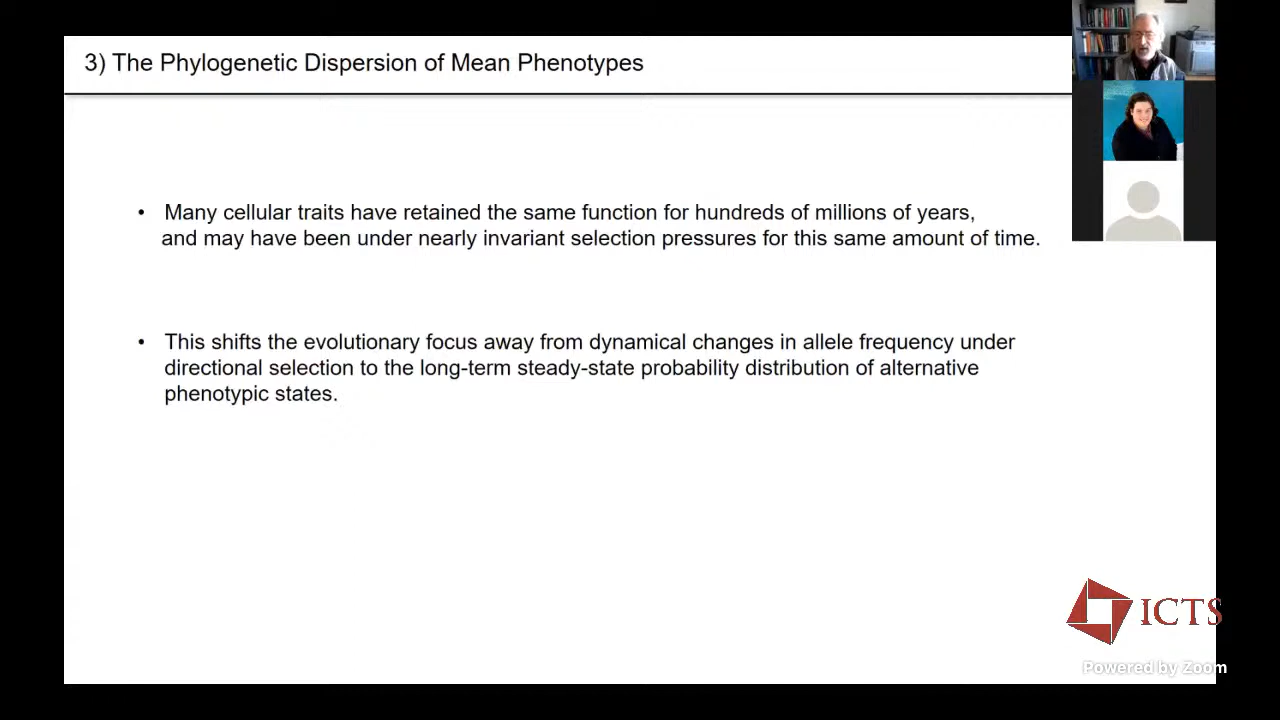 3) The Phylogenetic Dispersion of Mean Phenotypes
• Many cellular traits have retained the same function for hundreds of millions of years,
and may have been under nearly invariant selection pressures for this same amount of time.
• This shifts the evolutionary focus away from dynamical changes in allele frequency under
directional selection to the long-term steady-state probability distribution of alternative
phenotypic states.
ICTS
Powered by Zoom